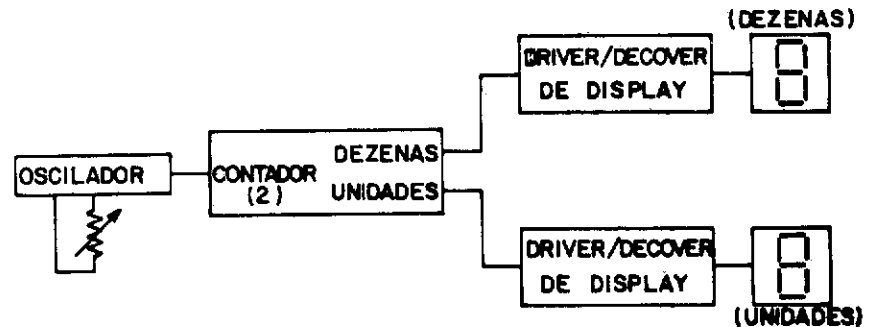 (DEZENAS)
DRIVER/DECOVER
DE DISPLAY
DEZENAS
OSCILADOR
CONTADOR
(2)
UNIDADES
DRIVER/DECOVER
DE DISPLAY
(UNIDADES)